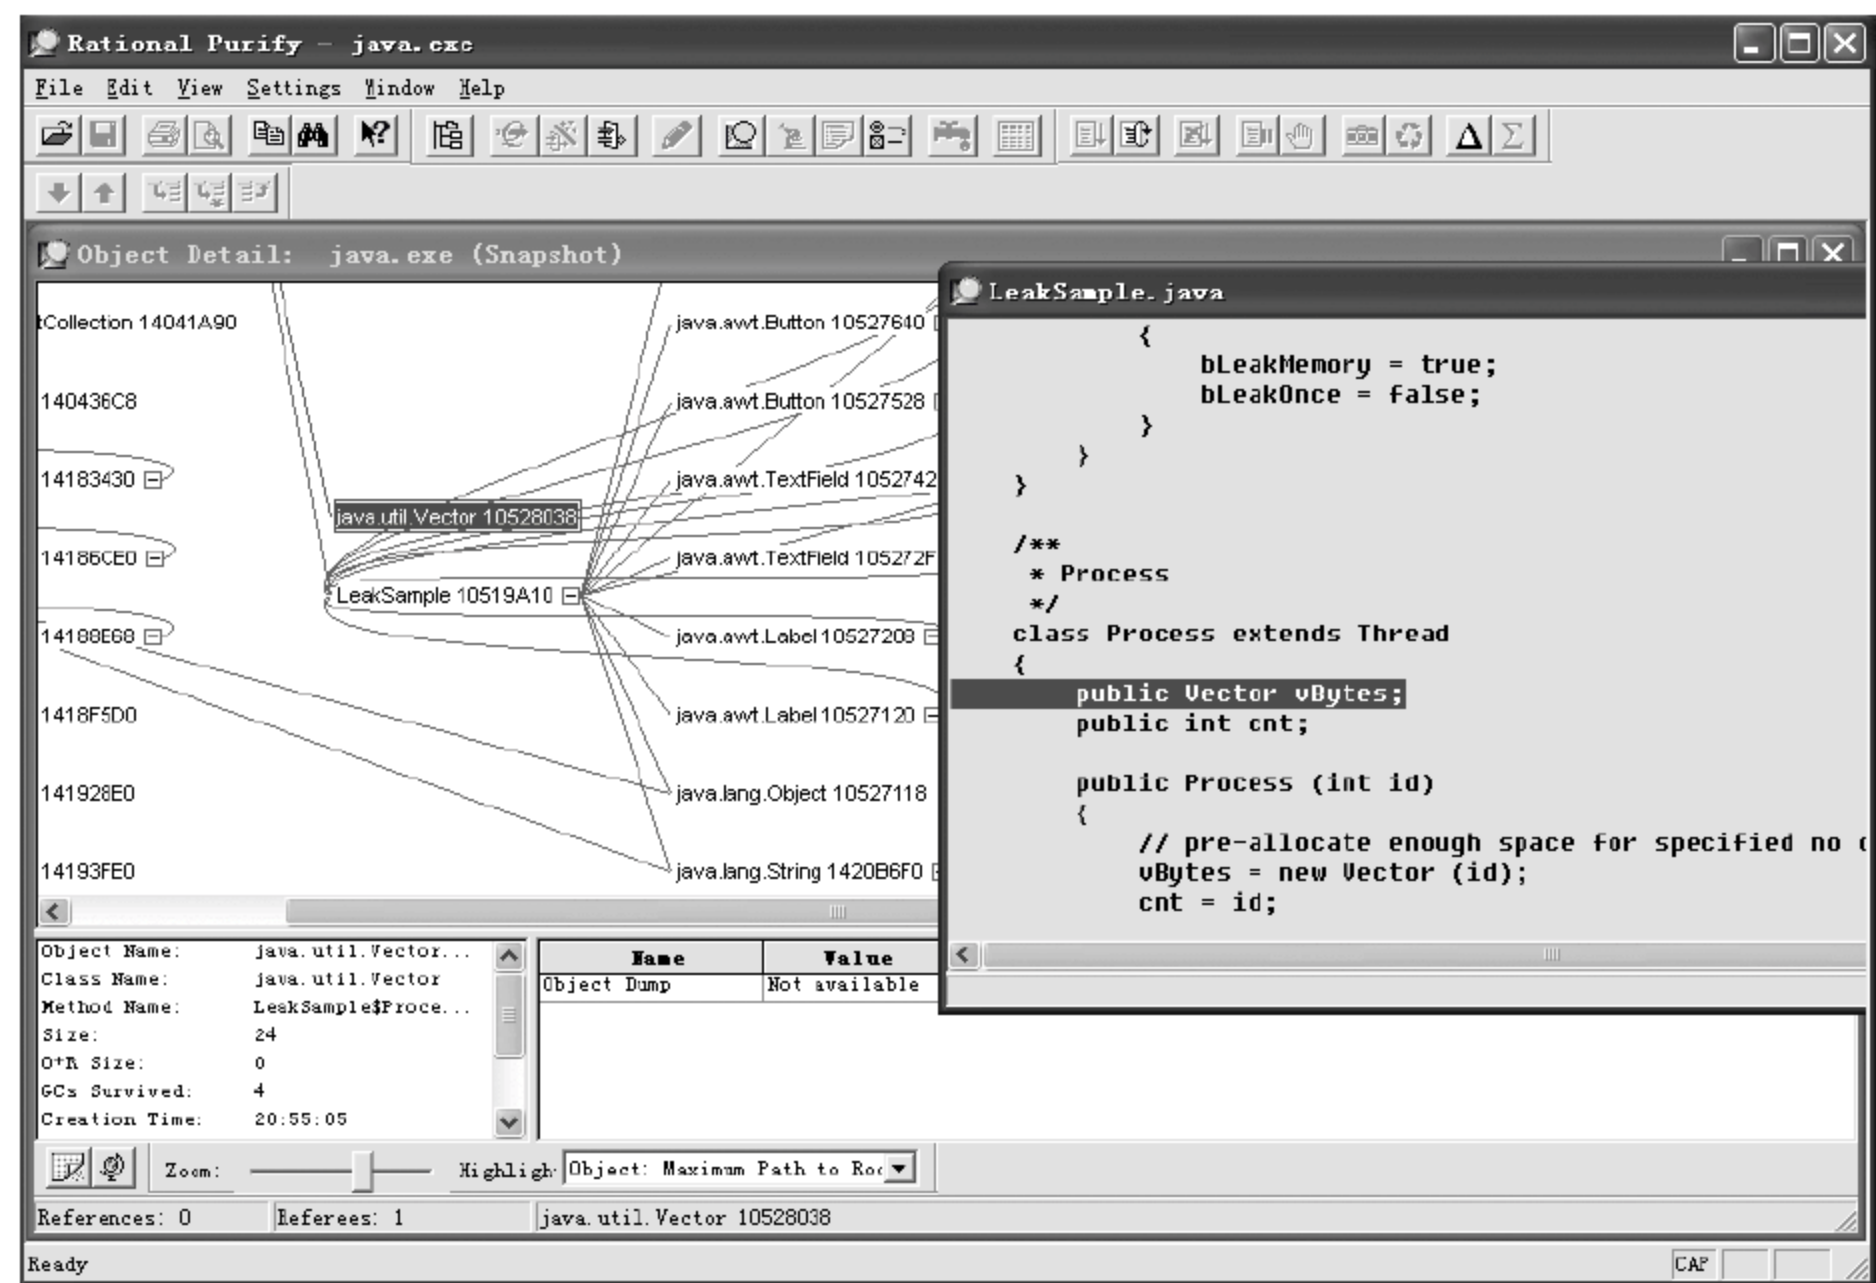 Rational Purify - java.exe
File Edit View Settings Window Help
Object Detail: java.exe (Snapshot)
tCollection 14041A90
140436C8
14183430
14186CE0
14188E68
1418F5D0
141928E0
14193FE0
java.util.Vector 10528038
LeakSample 10519A10
java.awt.Button 10527640
java.awt.Button 10527528
java.awt.TextField 1052742
java.awt.TextField 105272F
java.awt.Label 10527208
java.awt.Label 10527120
java.lang.Object 10527118
java.lang.String 1420B6F0
LeakSample.java
{
bLeakMemory = true;
bLeakOnce = false;
}
}
}
/**
* Process
*/
class Process extends Thread
{
public Vector vBytes;
public int cnt;
public Process (int id)
{
// pre-allocate enough space for specified no
vBytes = new Vector (id);
cnt = id;
Object Name: java.util.Vector...
Class Name: java.util.Vector
Method Name: LeakSample$Proce...
Size: 24
O+R Size: 0
GCs Survived: 4
Creation Time: 20:55:05
Name Value
Object Dump Not available
Zoom: Highligh Object: Maximum Path to Roo
References: 0 Referees: 1 java.util.Vector 10528038
Ready CAP